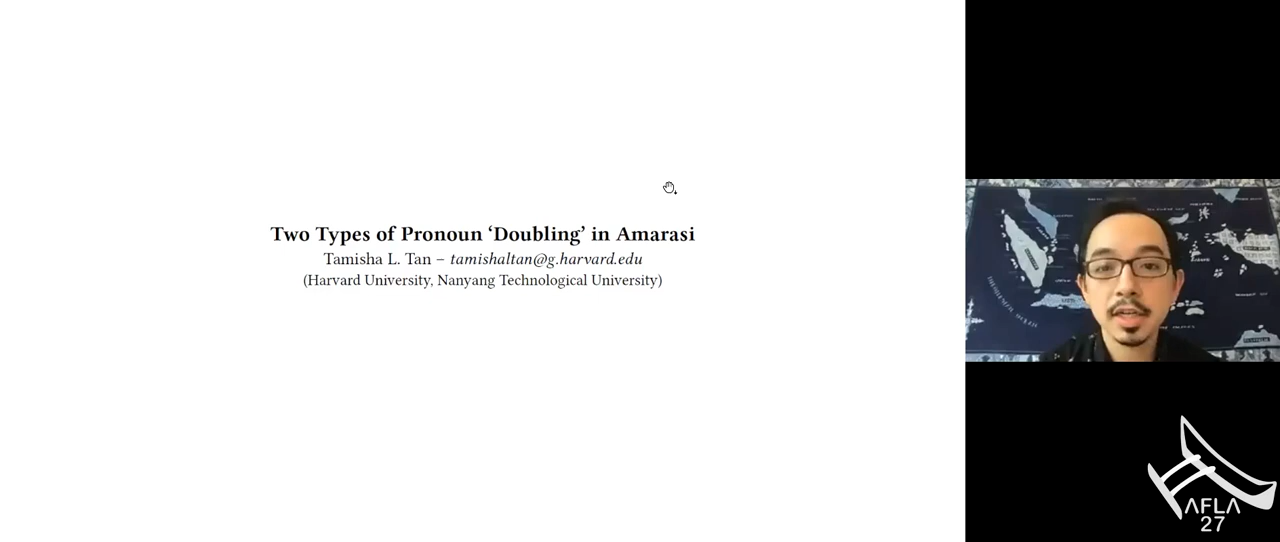 Two Types of Pronoun ‘Doubling’ in Amarasi
Tamisha L. Tan – tamishaltan@g.harvard.edu
(Harvard University, Nanyang Technological University)
AFLA
27